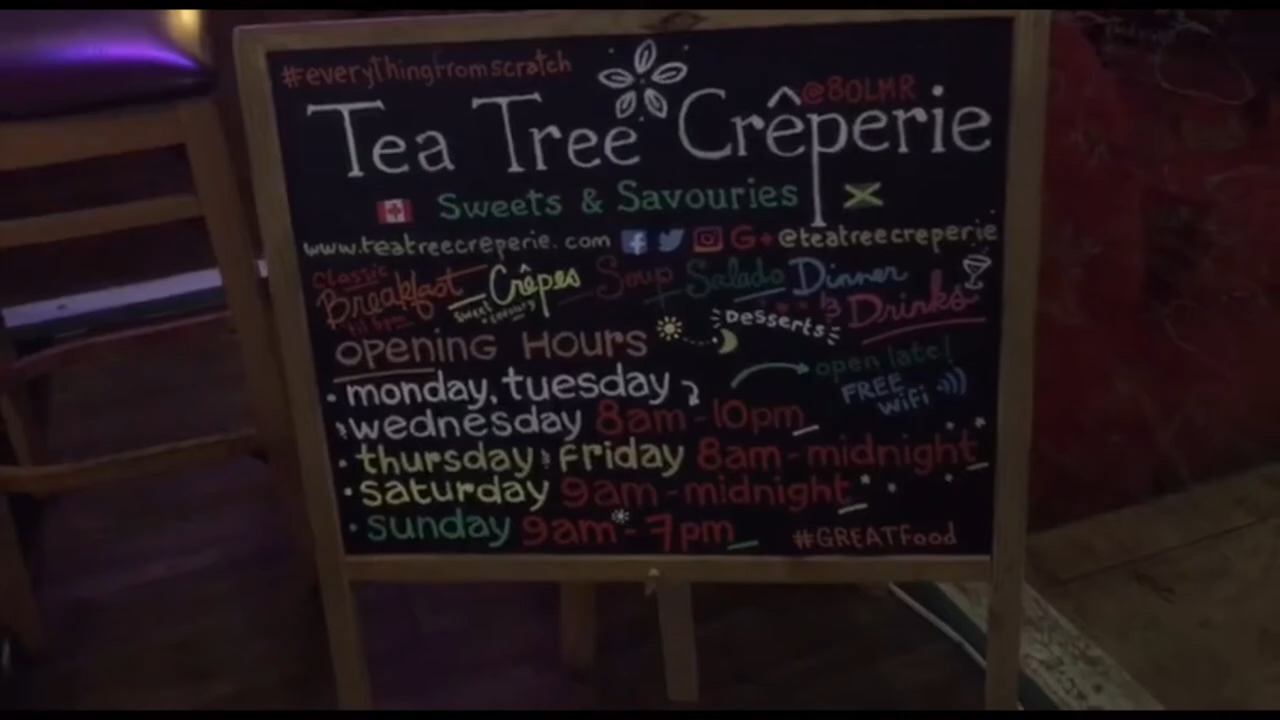 #everythingfromscratch
Tea Tree Crêperie
@80LMR
Sweets & Savouries
www.teatreecreperie.com G+ @teatreecreperie
Classic Breakfast Crêpes Soup Salads Dinner
Desserts & Drinks
OPENING HOURS
open late!
FREE wifi
• monday, tuesday
wednesday 8am-10pm
• thursday & friday 8am-midnight
• saturday 9am-midnight
• sunday 9am-7pm
#GREATFood